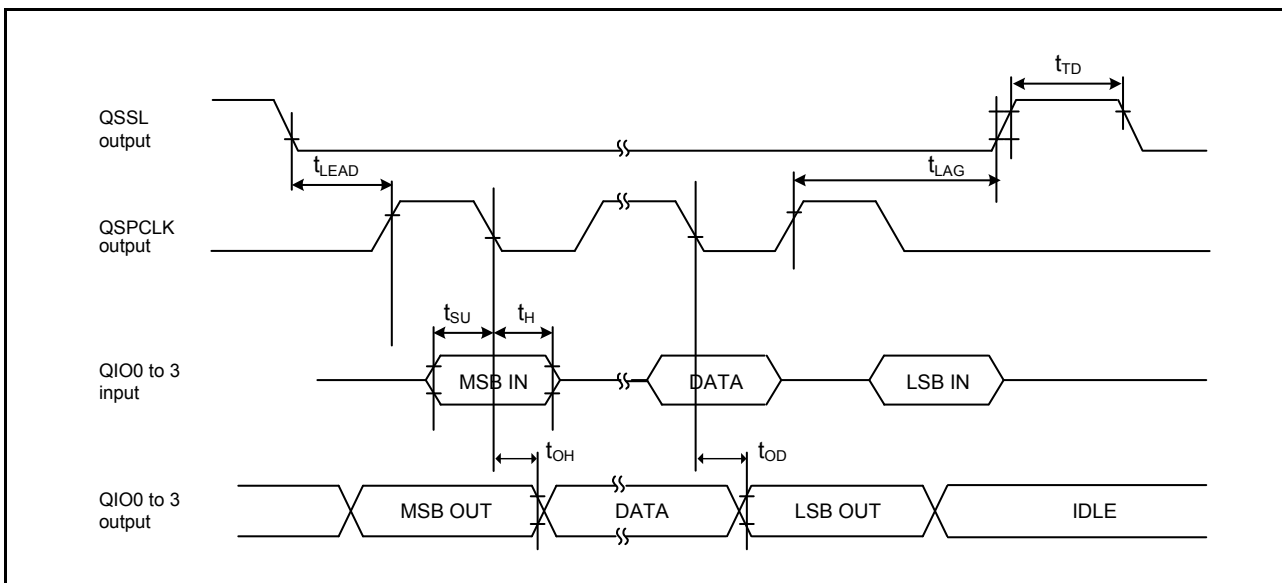 tTD
QSSL
output
tLEAD
tLAG
QSPCLK
output
tSU
tH
QIO0 to 3
input
MSB IN
DATA
LSB IN
tOH
tOD
QIO0 to 3
output
MSB OUT
DATA
LSB OUT
IDLE